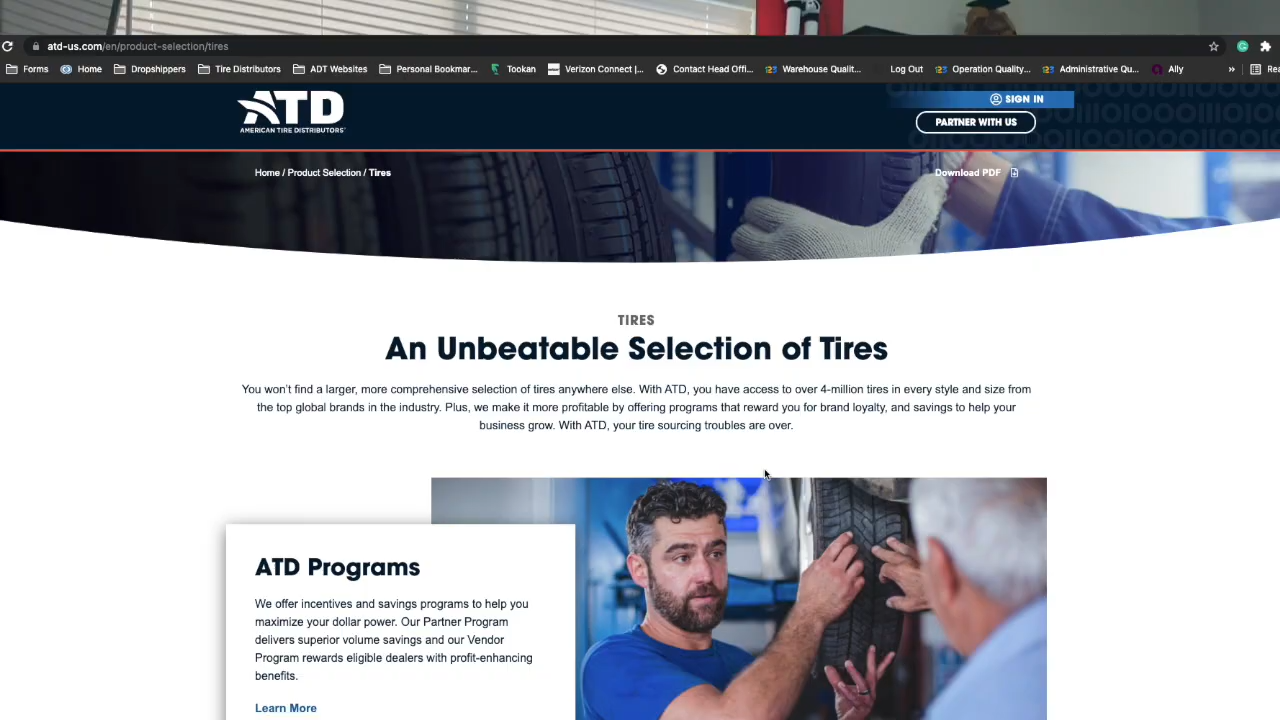 atd-us.com/en/product-selection/tires
Forms Home Dropshippers Tire Distributors ADT Websites Personal Bookmar... Tookan Verizon Connect |... Contact Head Offi... Warehouse Qualit... Log Out Operation Quality... Administrative Qu... Ally » Rea
ATD
AMERICAN TIRE DISTRIBUTORS
SIGN IN
PARTNER WITH US
Home / Product Selection / Tires
Download PDF
TIRES
An Unbeatable Selection of Tires
You won't find a larger, more comprehensive selection of tires anywhere else. With ATD, you have access to over 4-million tires in every style and size from
the top global brands in the industry. Plus, we make it more profitable by offering programs that reward you for brand loyalty, and savings to help your
business grow. With ATD, your tire sourcing troubles are over.
ATD Programs
We offer incentives and savings programs to help you
maximize your dollar power. Our Partner Program
delivers superior volume savings and our Vendor
Program rewards eligible dealers with profit-enhancing
benefits.
Learn More